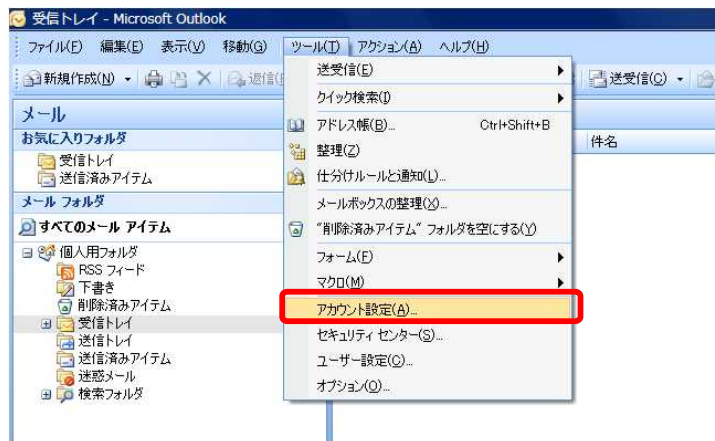 受信トレイ - Microsoft Outlook
ファイル(F) 編集(E) 表示(V) 移動(G) ツール(T) アクション(A) ヘルプ(H)
新規作成(N) 返信 送受信(C)
メール
お気に入りフォルダ
受信トレイ
送信済みアイテム
メール フォルダ
すべてのメール アイテム
個人用フォルダ
RSS フィード
下書き
削除済みアイテム
受信トレイ
送信トレイ
送信済みアイテム
迷惑メール
検索フォルダ
送受信(E)
クイック検索(I)
アドレス帳(B)... Ctrl+Shift+B
整理(Z)
仕分けルールと通知(L)...
メールボックスの整理(X)...
"削除済みアイテム" フォルダを空にする(Y)
フォーム(F)
マクロ(M)
アカウント設定(A)...
セキュリティ センター(S)...
ユーザー設定(C)...
オプション(O)...
件名